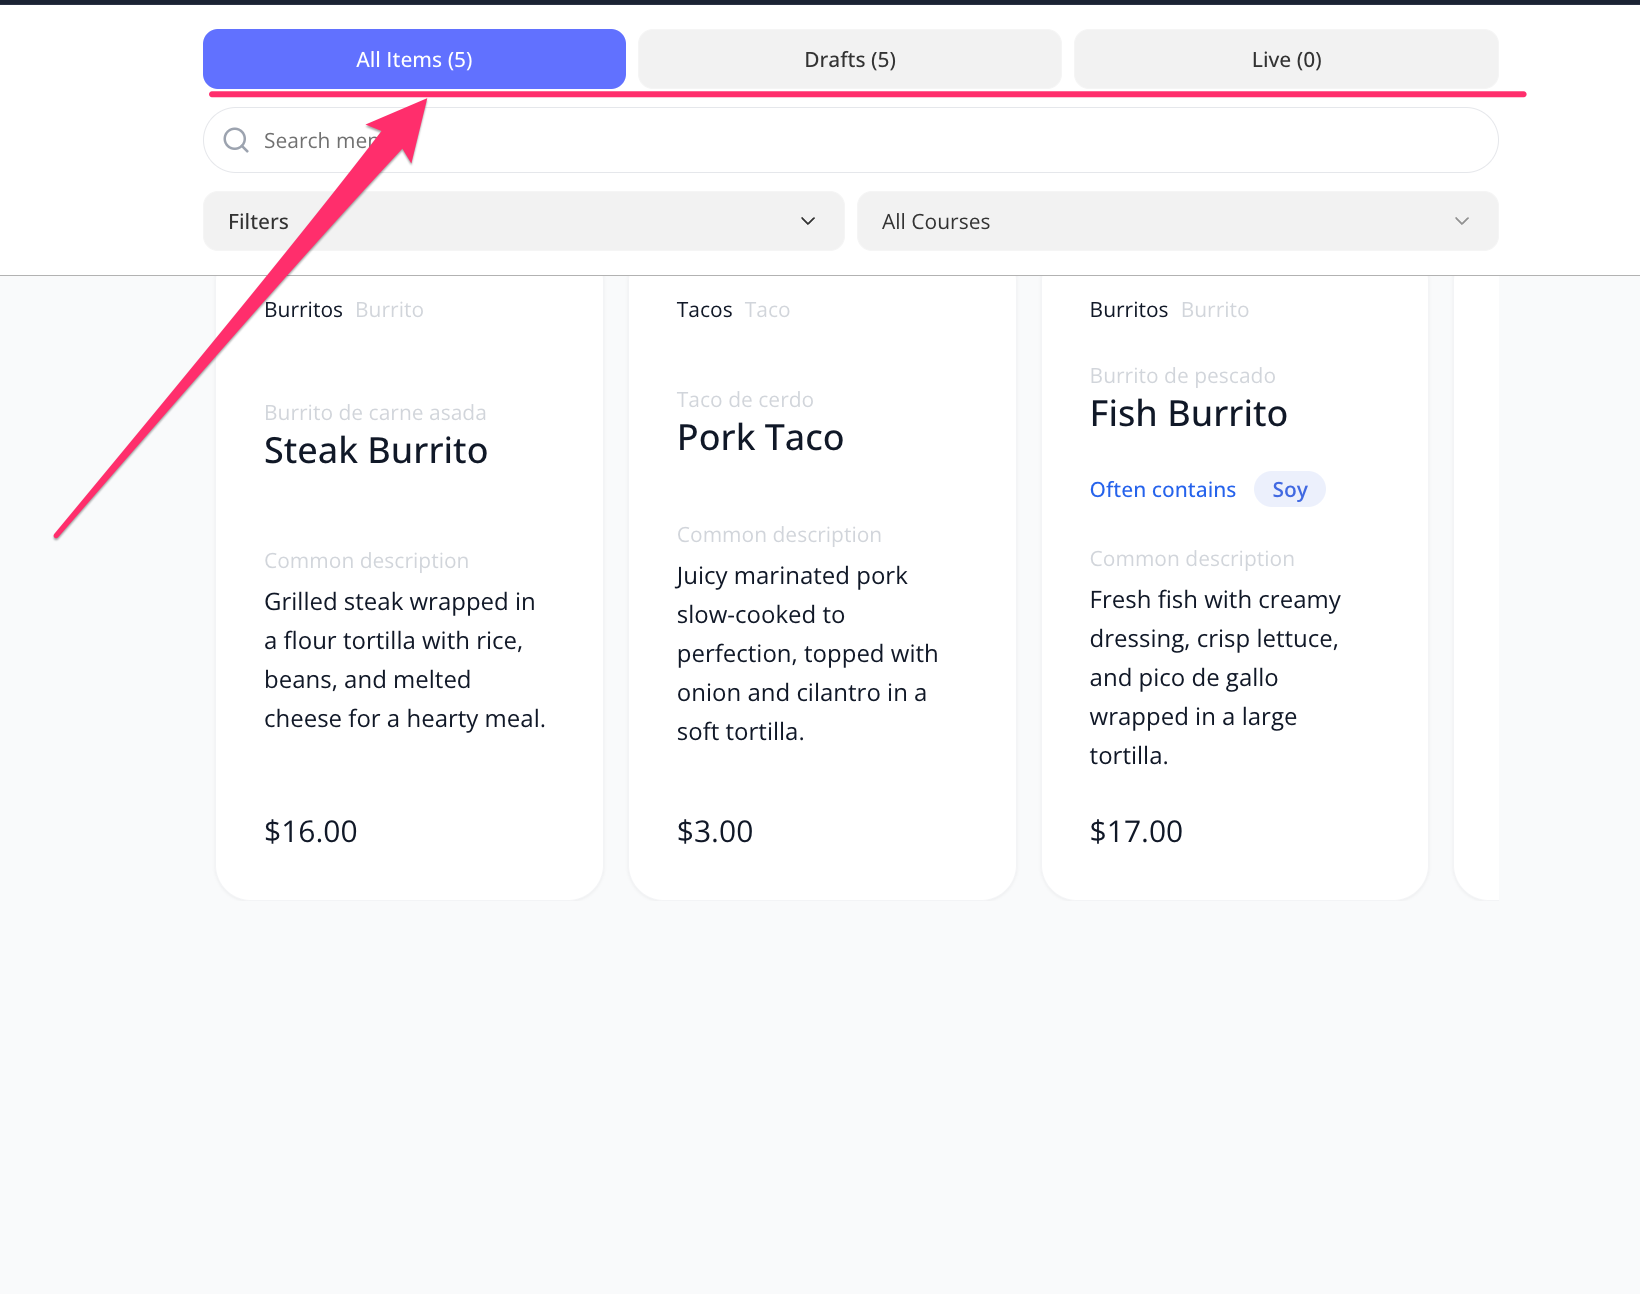 All Items (5)
Drafts (5)
Live (0)
Search
Filters
All Courses
Burritos Burrito
Burrito de carne asada
Steak Burrito
Common description
Grilled steak wrapped in
a flour tortilla with rice,
beans, and melted
cheese for a hearty meal.
$16.00
Tacos Taco
Taco de cerdo
Pork Taco
Common description
Juicy marinated pork
slow-cooked to
perfection, topped with
onion and cilantro in a
soft tortilla.
$3.00
Burritos Burrito
Burrito de pescado
Fish Burrito
Often contains Soy
Common description
Fresh fish with creamy
dressing, crisp lettuce,
and pico de gallo
wrapped in a large
tortilla.
$17.00